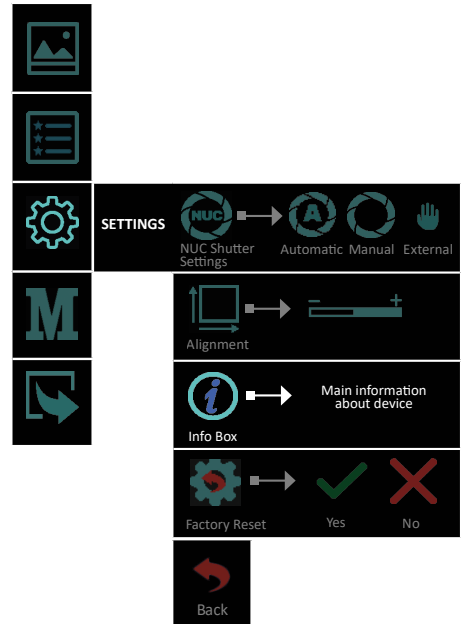 SETTINGS
NUC
A
NUC Shutter
Settings
Automatic
Manual
External
M
Alignment
- +
i
Info Box
Main information
about device
Factory Reset
Yes
No
Back